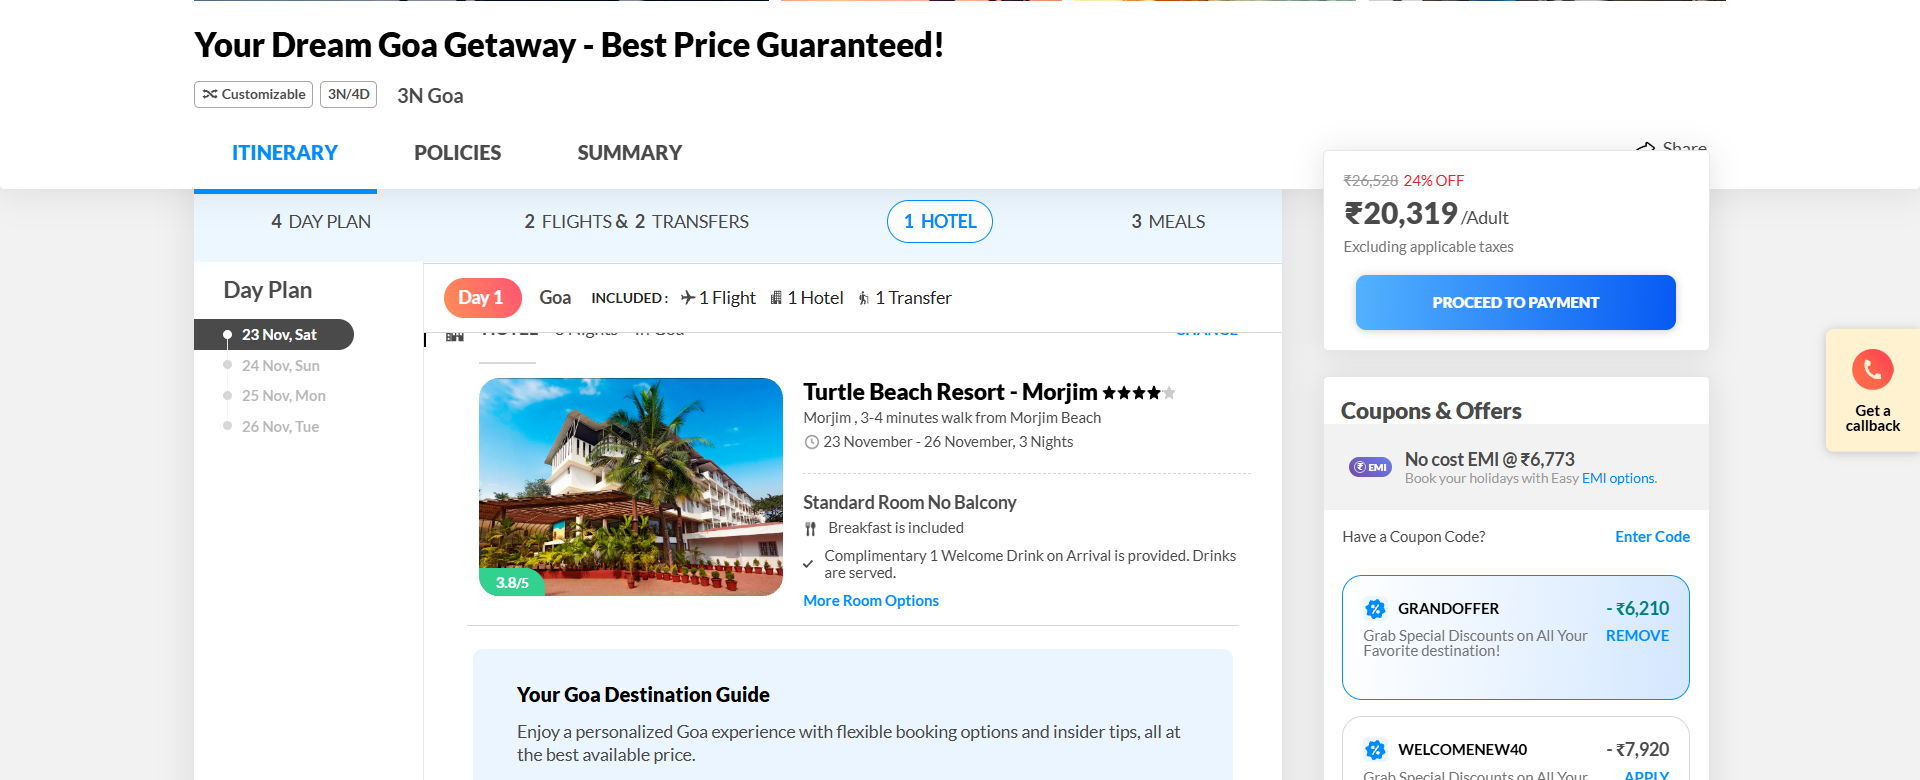 Your Dream Goa Getaway - Best Price Guaranteed!
Customizable
3N/4D
3N Goa
ITINERARY
POLICIES
SUMMARY
Share
4 DAY PLAN
2 FLIGHTS & 2 TRANSFERS
1 HOTEL
3 MEALS
Day Plan
23 Nov, Sat
24 Nov, Sun
25 Nov, Mon
26 Nov, Tue
Day 1
Goa
INCLUDED :
1 Flight
1 Hotel
1 Transfer
HOTEL
3 Nights
In Goa
CHANGE
Turtle Beach Resort - Morjim
Morjim , 3-4 minutes walk from Morjim Beach
23 November - 26 November, 3 Nights
3.8/5
Standard Room No Balcony
Breakfast is included
Complimentary 1 Welcome Drink on Arrival is provided. Drinks
are served.
More Room Options
Your Goa Destination Guide
Enjoy a personalized Goa experience with flexible booking options and insider tips, all at
the best available price.
₹26,528 24% OFF
₹20,319 /Adult
Excluding applicable taxes
PROCEED TO PAYMENT
Coupons & Offers
EMI
No cost EMI @ ₹6,773
Book your holidays with Easy EMI options.
Have a Coupon Code?
Enter Code
GRANDOFFER
- ₹6,210
Grab Special Discounts on All Your
Favorite destination!
REMOVE
WELCOMENEW40
- ₹7,920
Grab Special Discounts on All Your
APPLY
Get a
callback